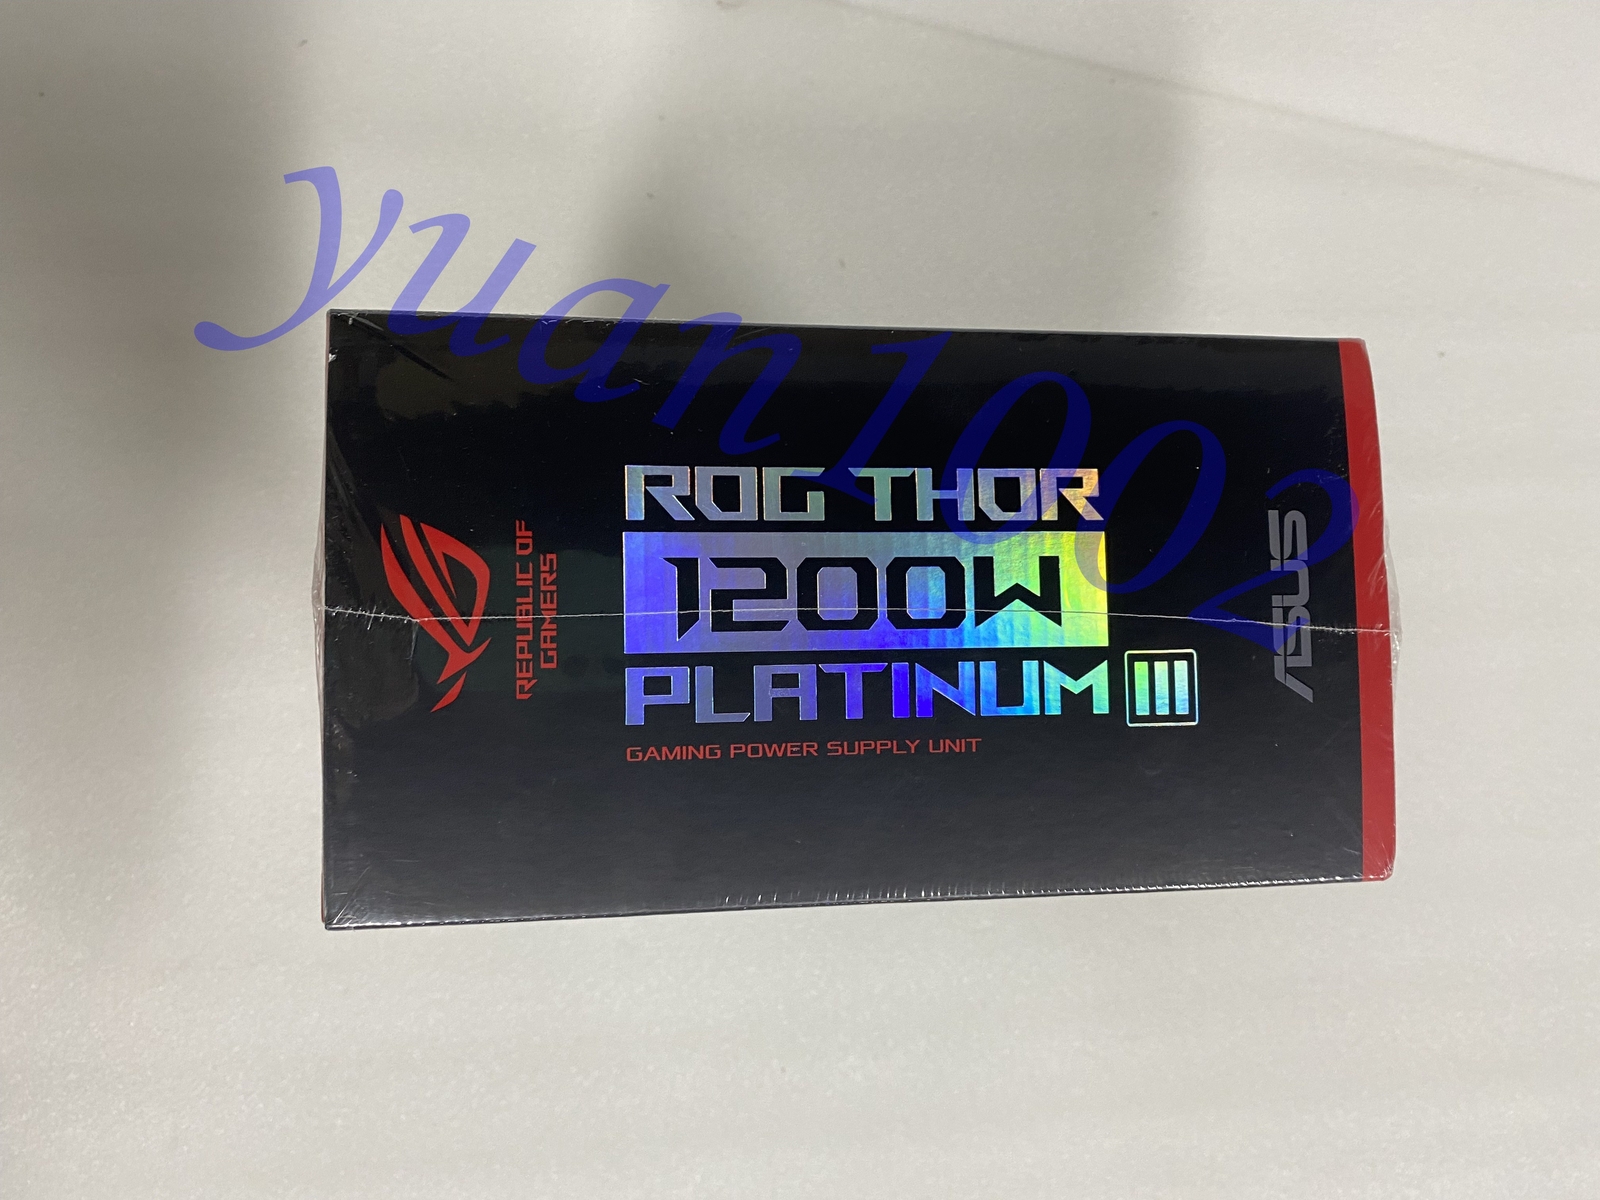 yuan1002
REPUBLIC OF
GAMERS
ROG THOR
1200W
PLATINUM III
GAMING POWER SUPPLY UNIT
ASUS